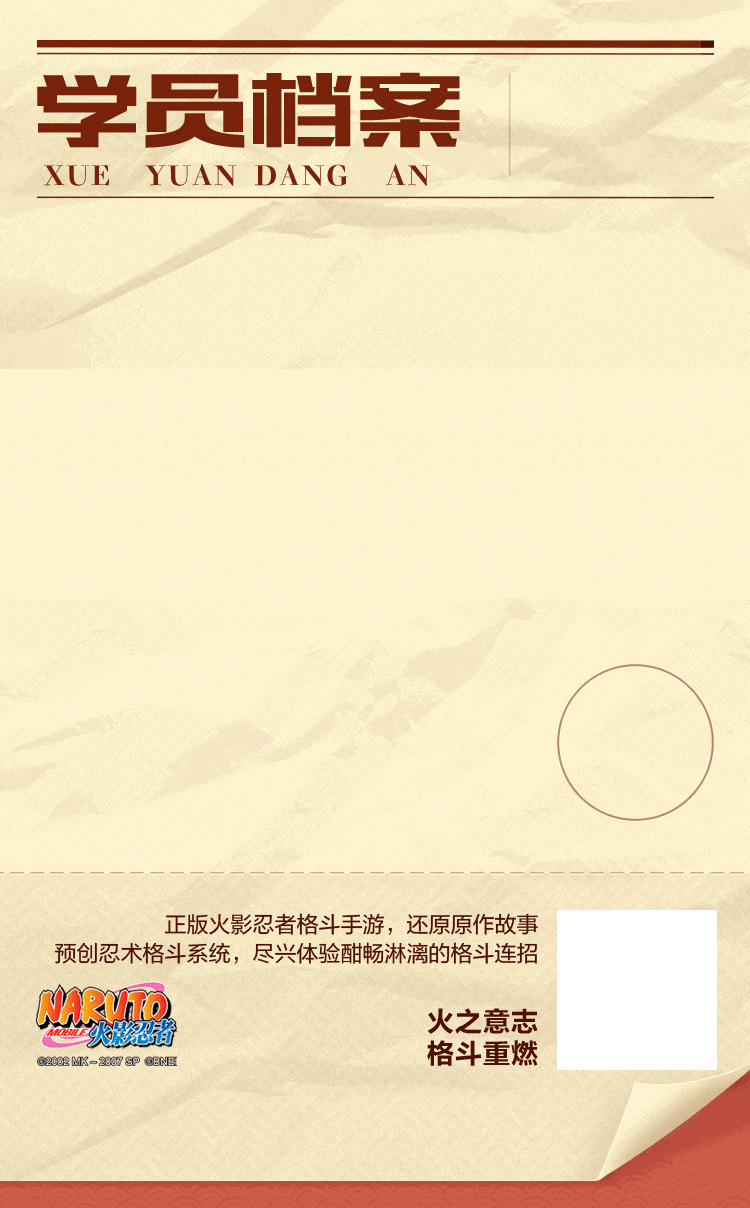 学员档案
XUE YUAN DANG AN
正版火影忍者格斗手游，还原原作故事
预创忍术格斗系统，尽兴体验酣畅淋漓的格斗连招
NARUTO
MOBILE 火影忍者
©2002 MK – 2007 SP ©BNEI
火之意志
格斗重燃